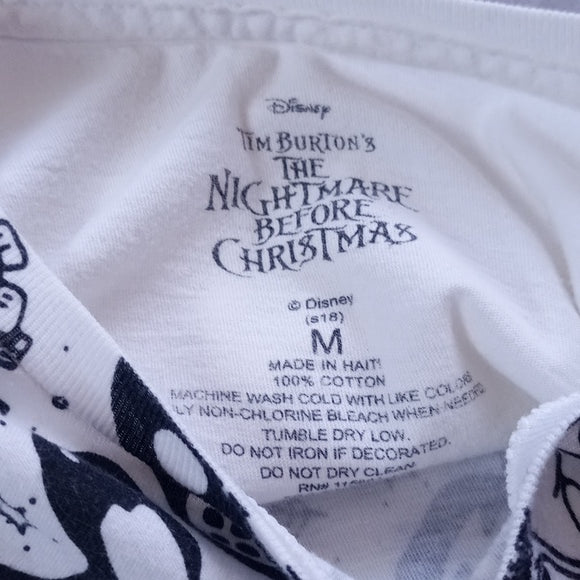 Disney
TIM BURTON'S
THE
NIGHTMARE
BEFORE
CHRISTMAS
© Disney
(s18)
M
MADE IN HAITI
100% COTTON
MACHINE WASH COLD WITH LIKE COLORS
NON-CHLORINE BLEACH WHEN NEEDED
TUMBLE DRY LOW.
DO NOT IRON IF DECORATED.
DO NOT DRY CLEAN
RN#